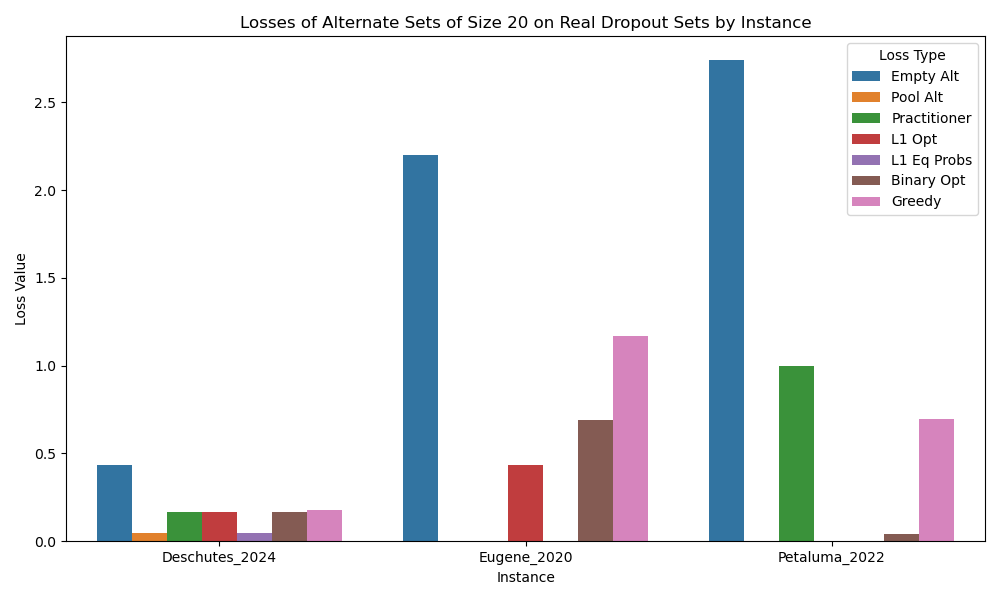 Losses of Alternate Sets of Size 20 on Real Dropout Sets by Instance
Loss Type
Empty Alt
Pool Alt
Practitioner
L1 Opt
L1 Eq Probs
Binary Opt
Greedy
Loss Value
2.5
2.0
1.5
1.0
0.5
0.0
Deschutes_2024
Eugene_2020
Petaluma_2022
Instance